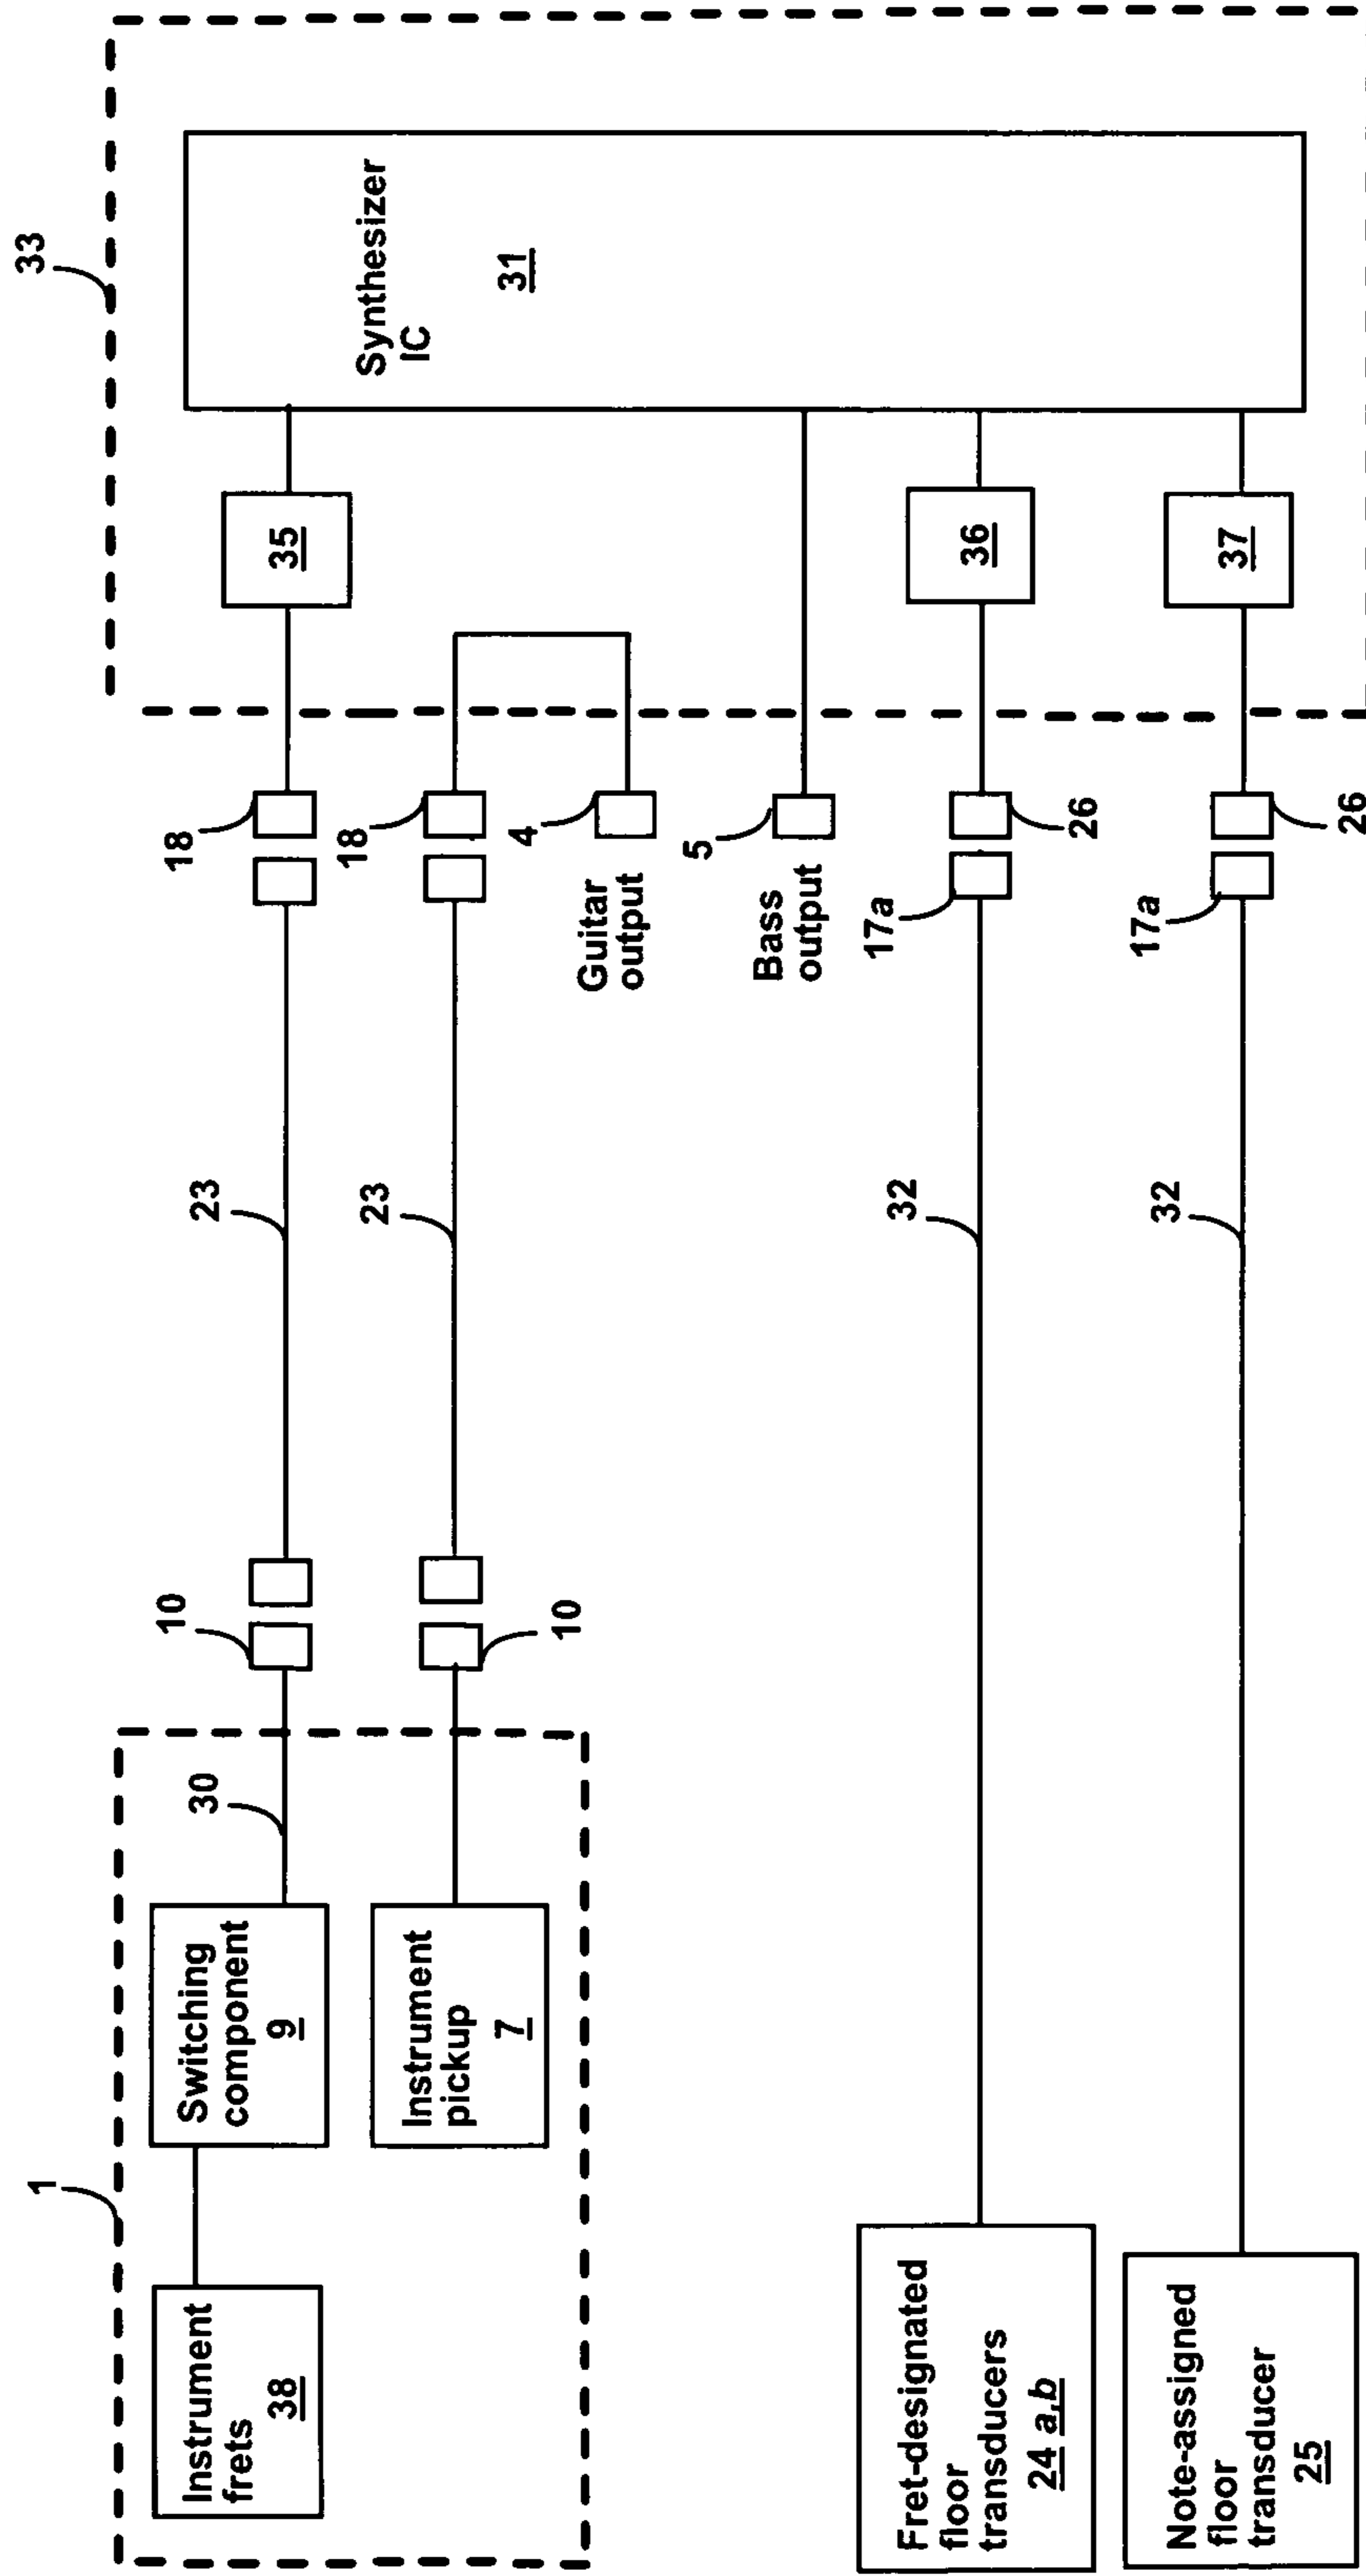 1
33
Instrument
frets
38
Switching
component
9
30
10
23
18
35
Synthesizer
IC
31
Instrument
pickup
7
10
23
18
4
Guitar
output
5
Bass
output
Fret-designated
floor
transducers
24 a,b
32
17a
26
36
Note-assigned
floor
transducer
25
32
17a
26
37